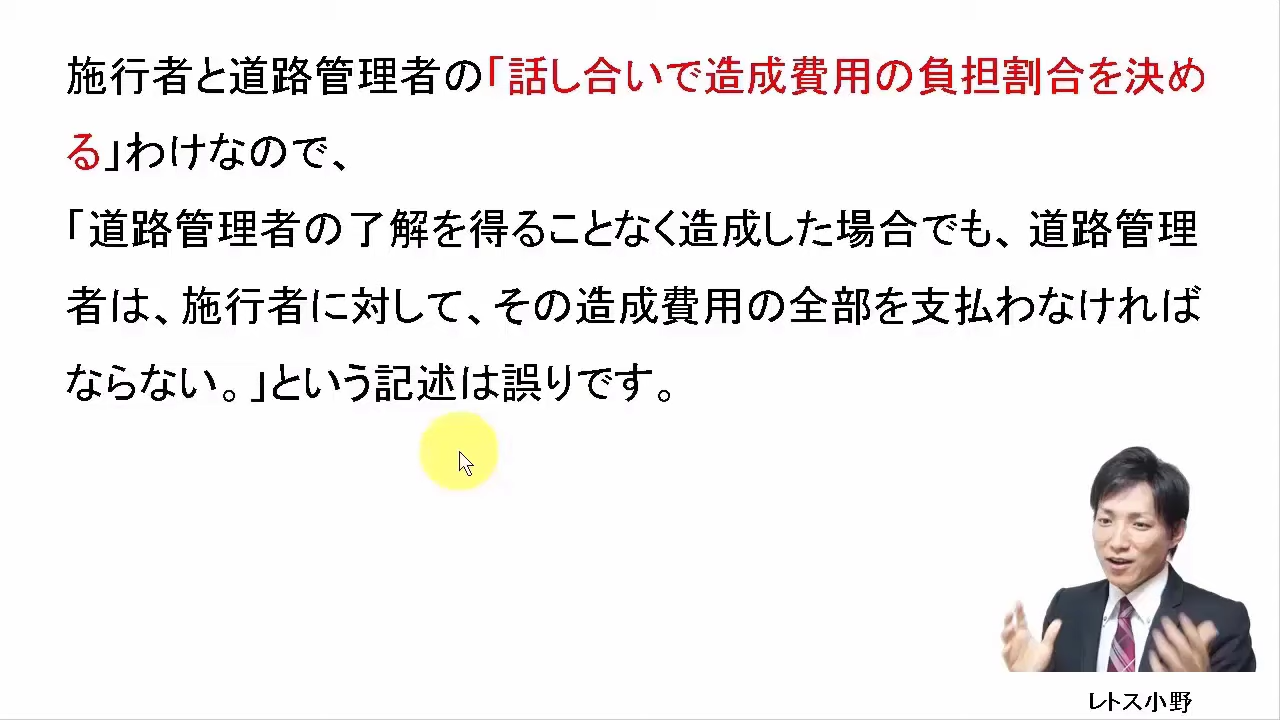 施行者と道路管理者の「話し合いで造成費用の負担割合を決め
る」わけなので、
「道路管理者の了解を得ることなく造成した場合でも、道路管理
者は、施行者に対して、その造成費用の全部を支払わなければ
ならない。」という記述は誤りです。
レトス小野